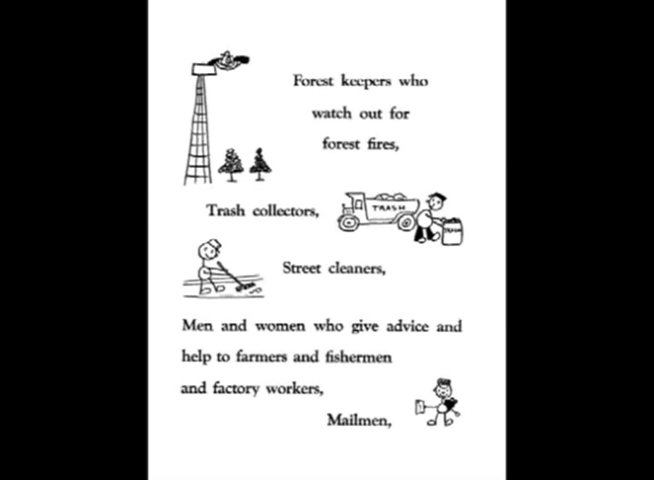 Forest keepers who
watch out for
forest fires,
Trash collectors,
TRASH
TRASH
Street cleaners,
Men and women who give advice and
help to farmers and fishermen
and factory workers,
Mailmen,